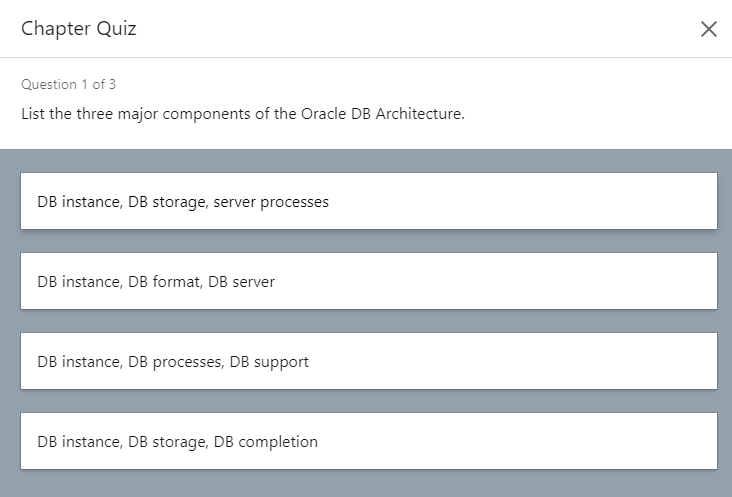 Chapter Quiz
Question 1 of 3
List the three major components of the Oracle DB Architecture.
DB instance, DB storage, server processes
DB instance, DB format, DB server
DB instance, DB processes, DB support
DB instance, DB storage, DB completion